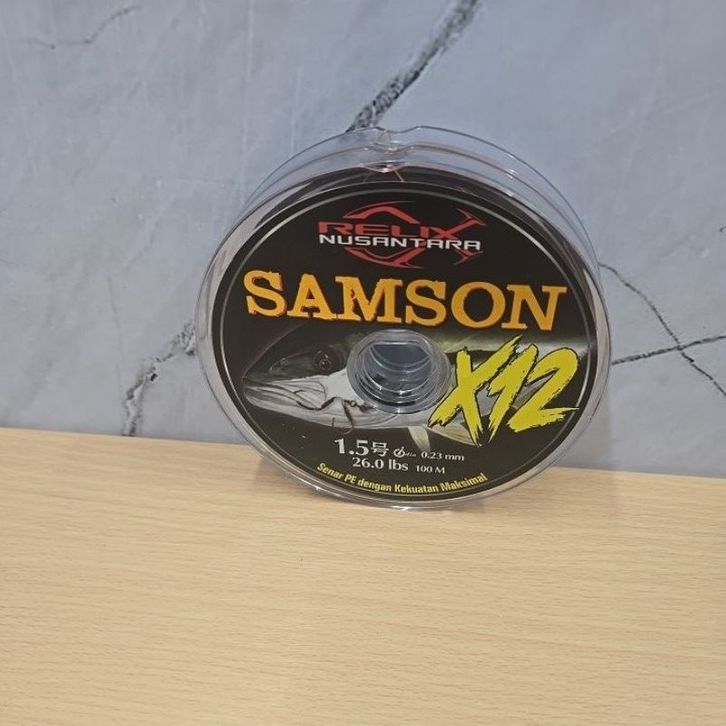 RELIX
NUSANTARA
SAMSON
X12
1.5号 Dia 0.23 mm
26.0 lbs 100 M
Senar PE dengan Kekuatan Maksimal